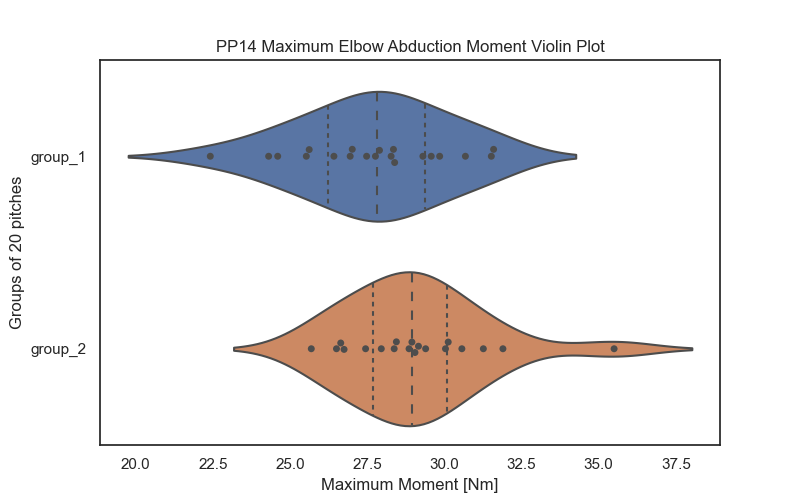 PP14 Maximum Elbow Abduction Moment Violin Plot
Groups of 20 pitches
group_1
group_2
20.0 22.5 25.0 27.5 30.0 32.5 35.0 37.5
Maximum Moment [Nm]